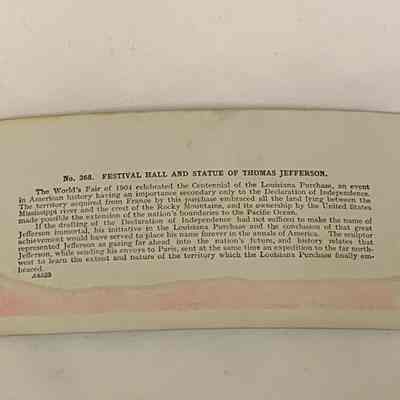 No. 368. FESTIVAL HALL AND STATUE OF THOMAS JEFFERSON.
The World's Fair of 1904 celebrated the Centennial of the Louisiana Purchase, an event
in American history having an importance secondary only to the Declaration of Independence.
The territory acquired from France by this purchase embraced all the land lying between the
Mississippi river and the crest of the Rocky Mountains, and its ownership by the United States
made possible the extension of the nation's boundaries to the Pacific Ocean.
If the drafting of the Declaration of Independence had not sufficed to make the name of
Jefferson immortal, his initiative in the Louisiana Purchase and the conclusion of that great
achievement would have served to place his name forever in the annals of America. The sculptor
represented Jefferson as gazing far ahead into the nation's future, and history relates that
Jefferson, while sending his envoys to Paris, sent at the same time an expedition to the far north-
west to learn the extent and nature of the territory which the Louisiana Purchase finally em-
braced.